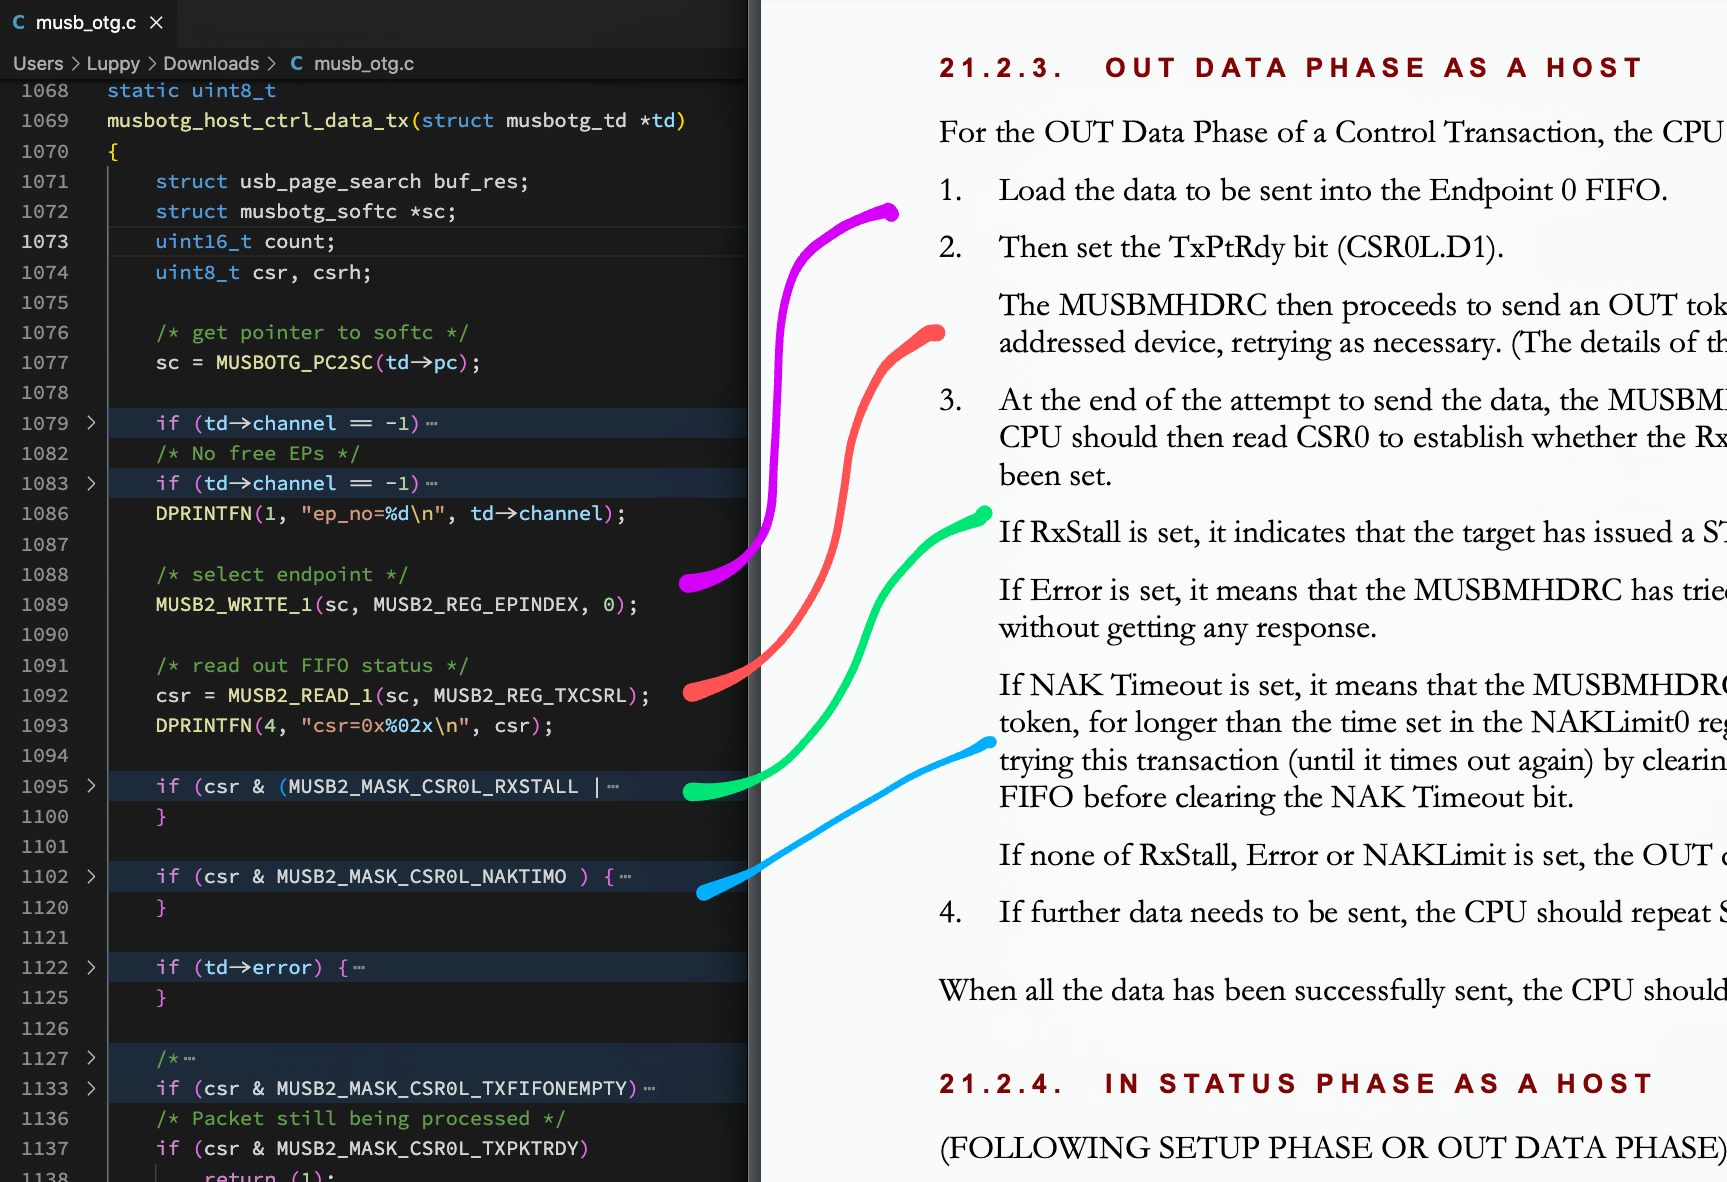 C musb_otg.c ×
Users > Luppy > Downloads > C musb_otg.c
1068 static uint8_t
1069 musbotg_host_ctrl_data_tx(struct musbotg_td *td)
1070 {
1071 struct usb_page_search buf_res;
1072 struct musbotg_softc *sc;
1073 uint16_t count;
1074 uint8_t csr, csrh;
1075
1076 /* get pointer to softc */
1077 sc = MUSBOTG_PC2SC(td->pc);
1078
1079 > if (td->channel == -1)…
1082 /* No free EPs */
1083 > if (td->channel == -1)…
1086 DPRINTFN(1, "ep_no=%d\n", td->channel);
1087
1088 /* select endpoint */
1089 MUSB2_WRITE_1(sc, MUSB2_REG_EPINDEX, 0);
1090
1091 /* read out FIFO status */
1092 csr = MUSB2_READ_1(sc, MUSB2_REG_TXCSRL);
1093 DPRINTFN(4, "csr=0x%02x\n", csr);
1094
1095 > if (csr & (MUSB2_MASK_CSR0L_RXSTALL |…
1100 }
1101
1102 > if (csr & MUSB2_MASK_CSR0L_NAKTIMO ) {…
1120 }
1121
1122 > if (td->error) {…
1125 }
1126
1127 > /*…
1133 > if (csr & MUSB2_MASK_CSR0L_TXFIFONEMPTY)…
1136 /* Packet still being processed */
1137 if (csr & MUSB2_MASK_CSR0L_TXPKTRDY)
1138 return (1);
21.2.3. OUT DATA PHASE AS A HOST
For the OUT Data Phase of a Control Transaction, the CPU
1. Load the data to be sent into the Endpoint 0 FIFO.
2. Then set the TxPtRdy bit (CSR0L.D1).
The MUSBMHDRC then proceeds to send an OUT tok
addressed device, retrying as necessary. (The details of th
3. At the end of the attempt to send the data, the MUSBM
CPU should then read CSR0 to establish whether the Rx
been set.
If RxStall is set, it indicates that the target has issued a ST
If Error is set, it means that the MUSBMHDRC has trie
without getting any response.
If NAK Timeout is set, it means that the MUSBMHDRC
token, for longer than the time set in the NAKLimit0 reg
trying this transaction (until it times out again) by clearin
FIFO before clearing the NAK Timeout bit.
If none of RxStall, Error or NAKLimit is set, the OUT
4. If further data needs to be sent, the CPU should repeat S
When all the data has been successfully sent, the CPU should
21.2.4. IN STATUS PHASE AS A HOST
(FOLLOWING SETUP PHASE OR OUT DATA PHASE)